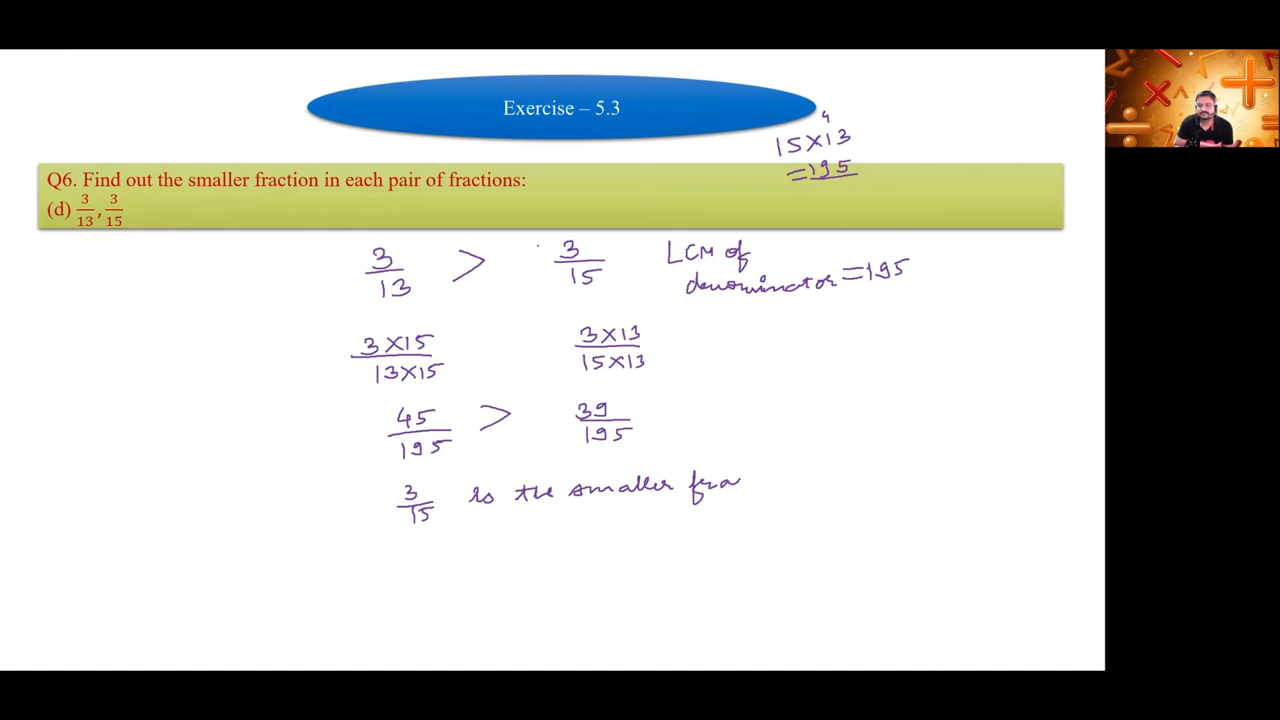 Exercise – 5.3
4
15×13
=195
Q6. Find out the smaller fraction in each pair of fractions:
(d) 3/13, 3/15
3/13 > 3/15 LCM of
denominator=195
3×15/13×15 3×13/15×13
45/195 > 39/195
3/15 is the smaller fra